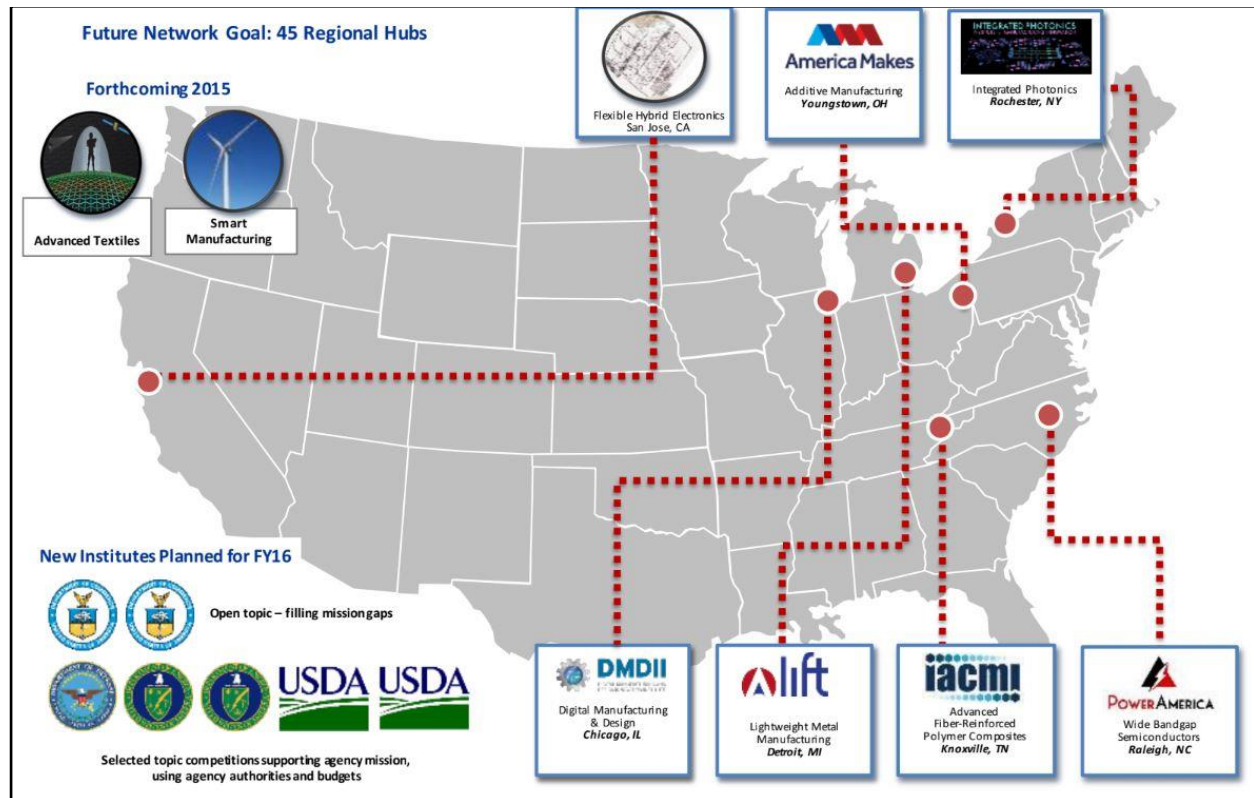 Future Network Goal: 45 Regional Hubs
Forthcoming 2015
Advanced Textiles
Smart
Manufacturing
Flexible Hybrid Electronics
San Jose, CA
America Makes
Additive Manufacturing
Youngstown, OH
INTEGRATED PHOTONICS
Integrated Photonics
Rochester, NY
New Institutes Planned for FY16
Open topic – filling mission gaps
USDA
USDA
Selected topic competitions supporting agency mission,
using agency authorities and budgets
DMDII
Digital Manufacturing
& Design
Chicago, IL
lift
Lightweight Metal
Manufacturing
Detroit, MI
iacmi
Advanced
Fiber-Reinforced
Polymer Composites
Knoxville, TN
POWERAMERICA
Wide Bandgap
Semiconductors
Raleigh, NC